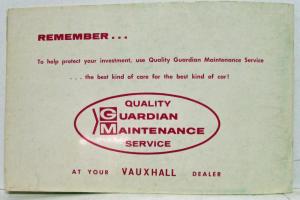 REMEMBER...
To help protect your investment, use Quality Guardian Maintenance Service
...the best kind of care for the best kind of car!
QUALITY
GUARDIAN
MAINTENANCE
SERVICE
AT YOUR VAUXHALL DEALER